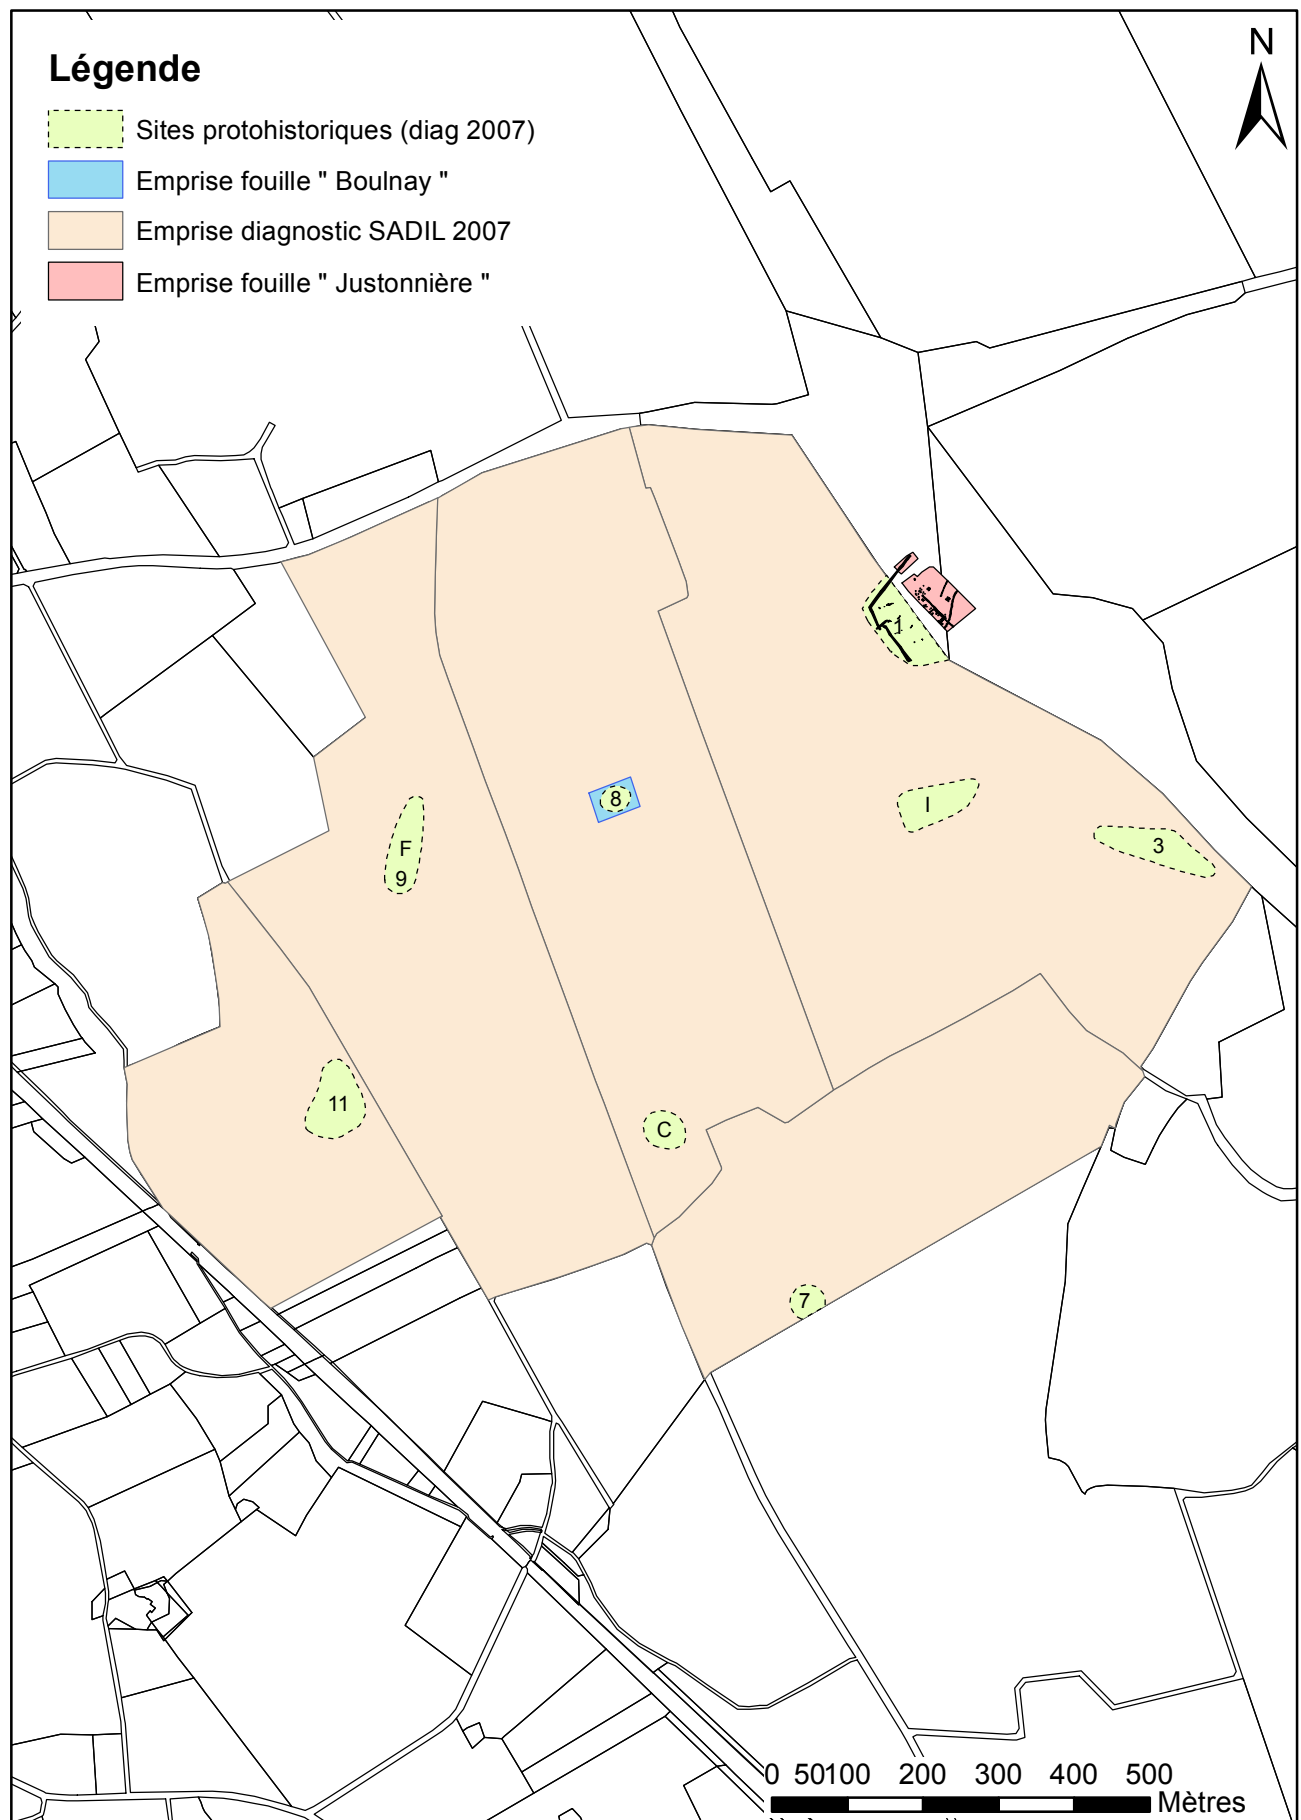 N
Légende
Sites protohistoriques (diag 2007)
Emprise fouille " Boulnay "
Emprise diagnostic SADIL 2007
Emprise fouille " Justonnière "
1
8
I
3
F
9
11
C
7
0 50100 200 300 400 500
Mètres